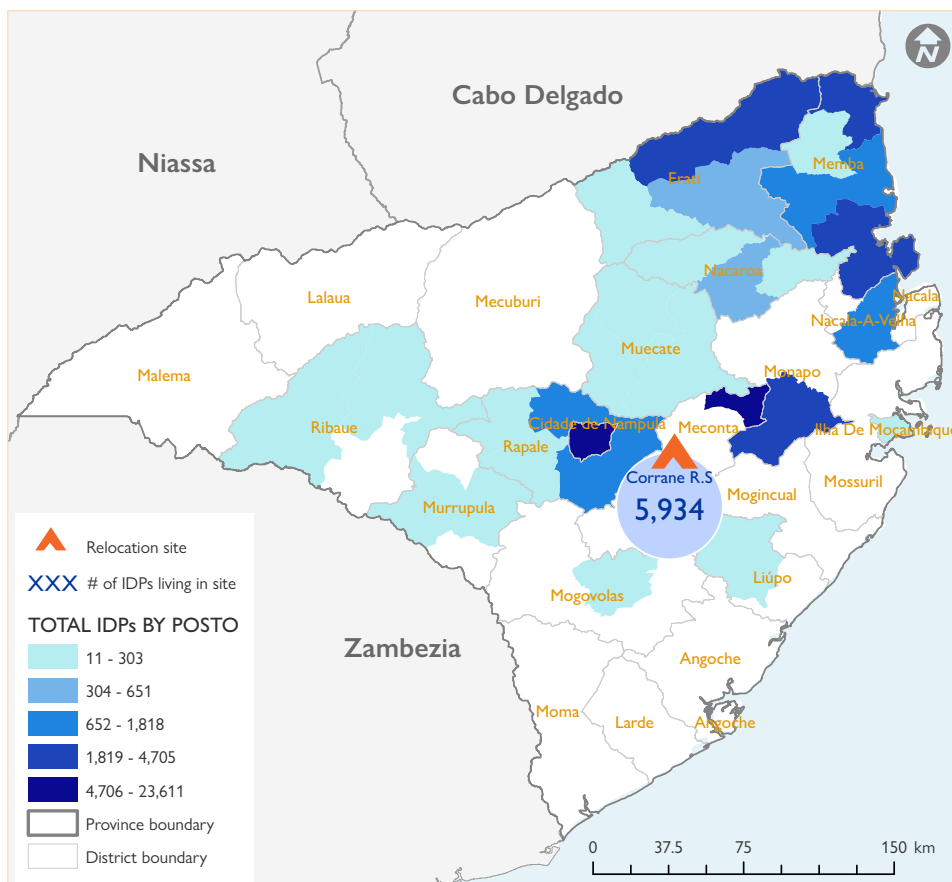 N
Cabo Delgado
Niassa
Memba
Erati
Nacaroa
Lalaua
Mecuburi
Nacala
Nacala-A-Velha
Muecate
Malema
Monapo
Ribaue
Cidade de Nampula
Meconta
Ilha De Moçambique
Rapale
Corrane R.S
5,934
Mossuril
Mogincual
Murrupula
Liúpo
Mogovolas
Zambezia
Angoche
Moma
Larde
Angoche
Relocation site
XXX # of IDPs living in site
TOTAL IDPs BY POSTO
11 - 303
304 - 651
652 - 1,818
1,819 - 4,705
4,706 - 23,611
Province boundary
District boundary
0 37.5 75 150 km